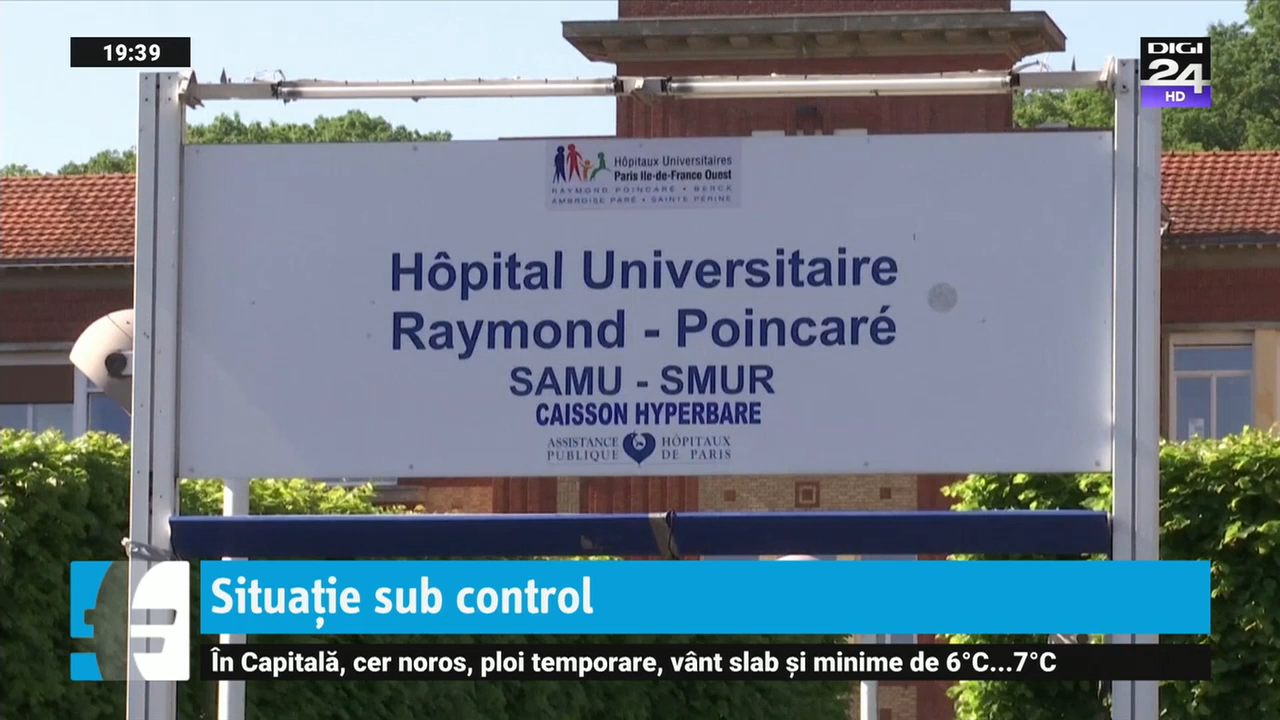 19:39
DIGI
24
HD
Hôpitaux Universitaires
Paris Ile-de-France Ouest
RAYMOND POINCARÉ • BERCK
AMBROISE PARÉ • SAINTE PÉRINE
Hôpital Universitaire
Raymond - Poincaré
SAMU - SMUR
CAISSON HYPERBARE
ASSISTANCE HÔPITAUX
PUBLIQUE DE PARIS
Situație sub control
În Capitală, cer noros, ploi temporare, vânt slab și minime de 6°C...7°C